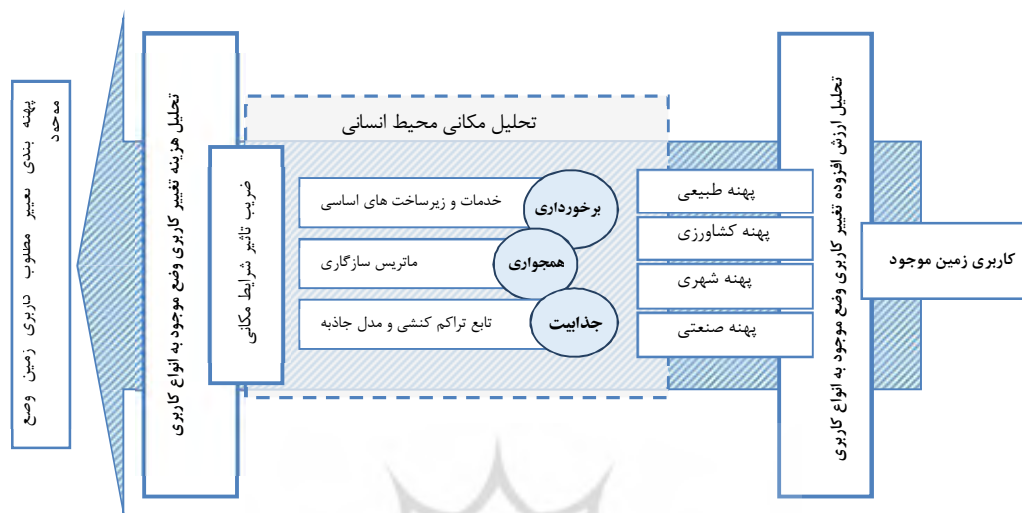 کاربری زمین موجود
تحلیل ارزش افزوده تغییر کاربری وضع موجود به انواع کاربری
پهنه طبیعی
پهنه کشاورزی
پهنه شهری
پهنه صنعتی
تحلیل مکانی محیط انسانی
برخورداری
خدمات و زیرساخت های اساسی
همجواری
ماتریس سازگاری
جذابیت
تابع تراکم کنشی و مدل جاذبه
ضریب تاثیر شرایط مکانی
تحلیل هزینه تغییر کاربری وضع موجود به انواع کاربری
پهنه بندی تغییر مطلوب کاربری زمین وضع
موجود